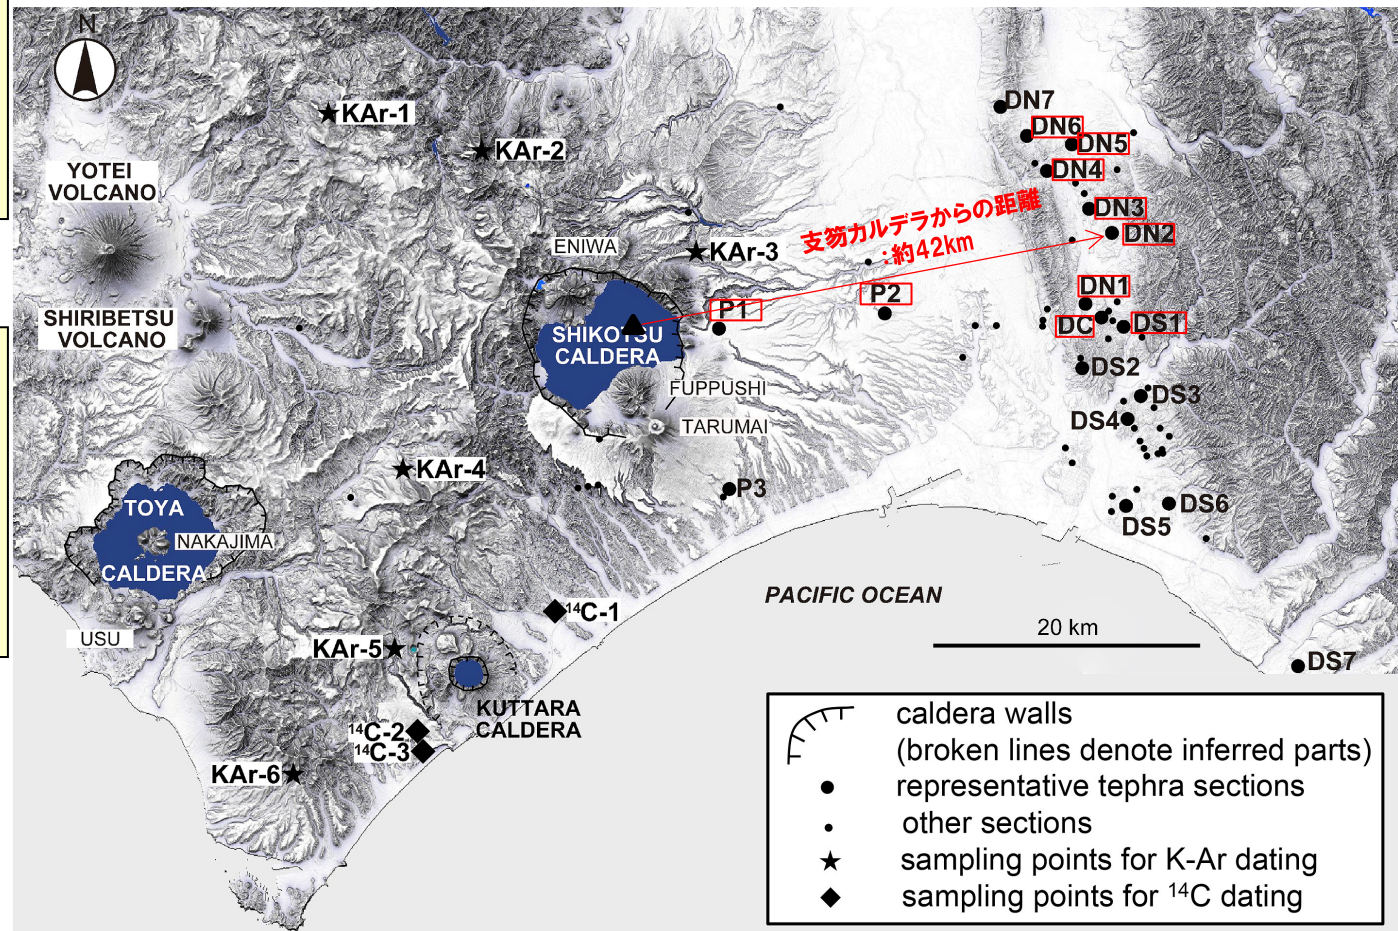 N
KAr-1
KAr-2
DN7
DN6
DN5
DN4
DN3
DN2
YOTEI
VOLCANO
支笏カルデラからの距離
:約42km
ENIWA
KAr-3
SHIRIBETSU
VOLCANO
SHIKOTSU
CALDERA
P1
P2
DN1
DC
DS1
DS2
FUPPUSHI
DS3
TARUMAI
DS4
KAr-4
P3
TOYA
NAKAJIMA
CALDERA
DS6
DS5
USU
14C-1
PACIFIC OCEAN
20 km
KAr-5
DS7
KUTTARA
CALDERA
14C-2
14C-3
KAr-6
caldera walls
(broken lines denote inferred parts)
representative tephra sections
other sections
sampling points for K-Ar dating
sampling points for 14C dating